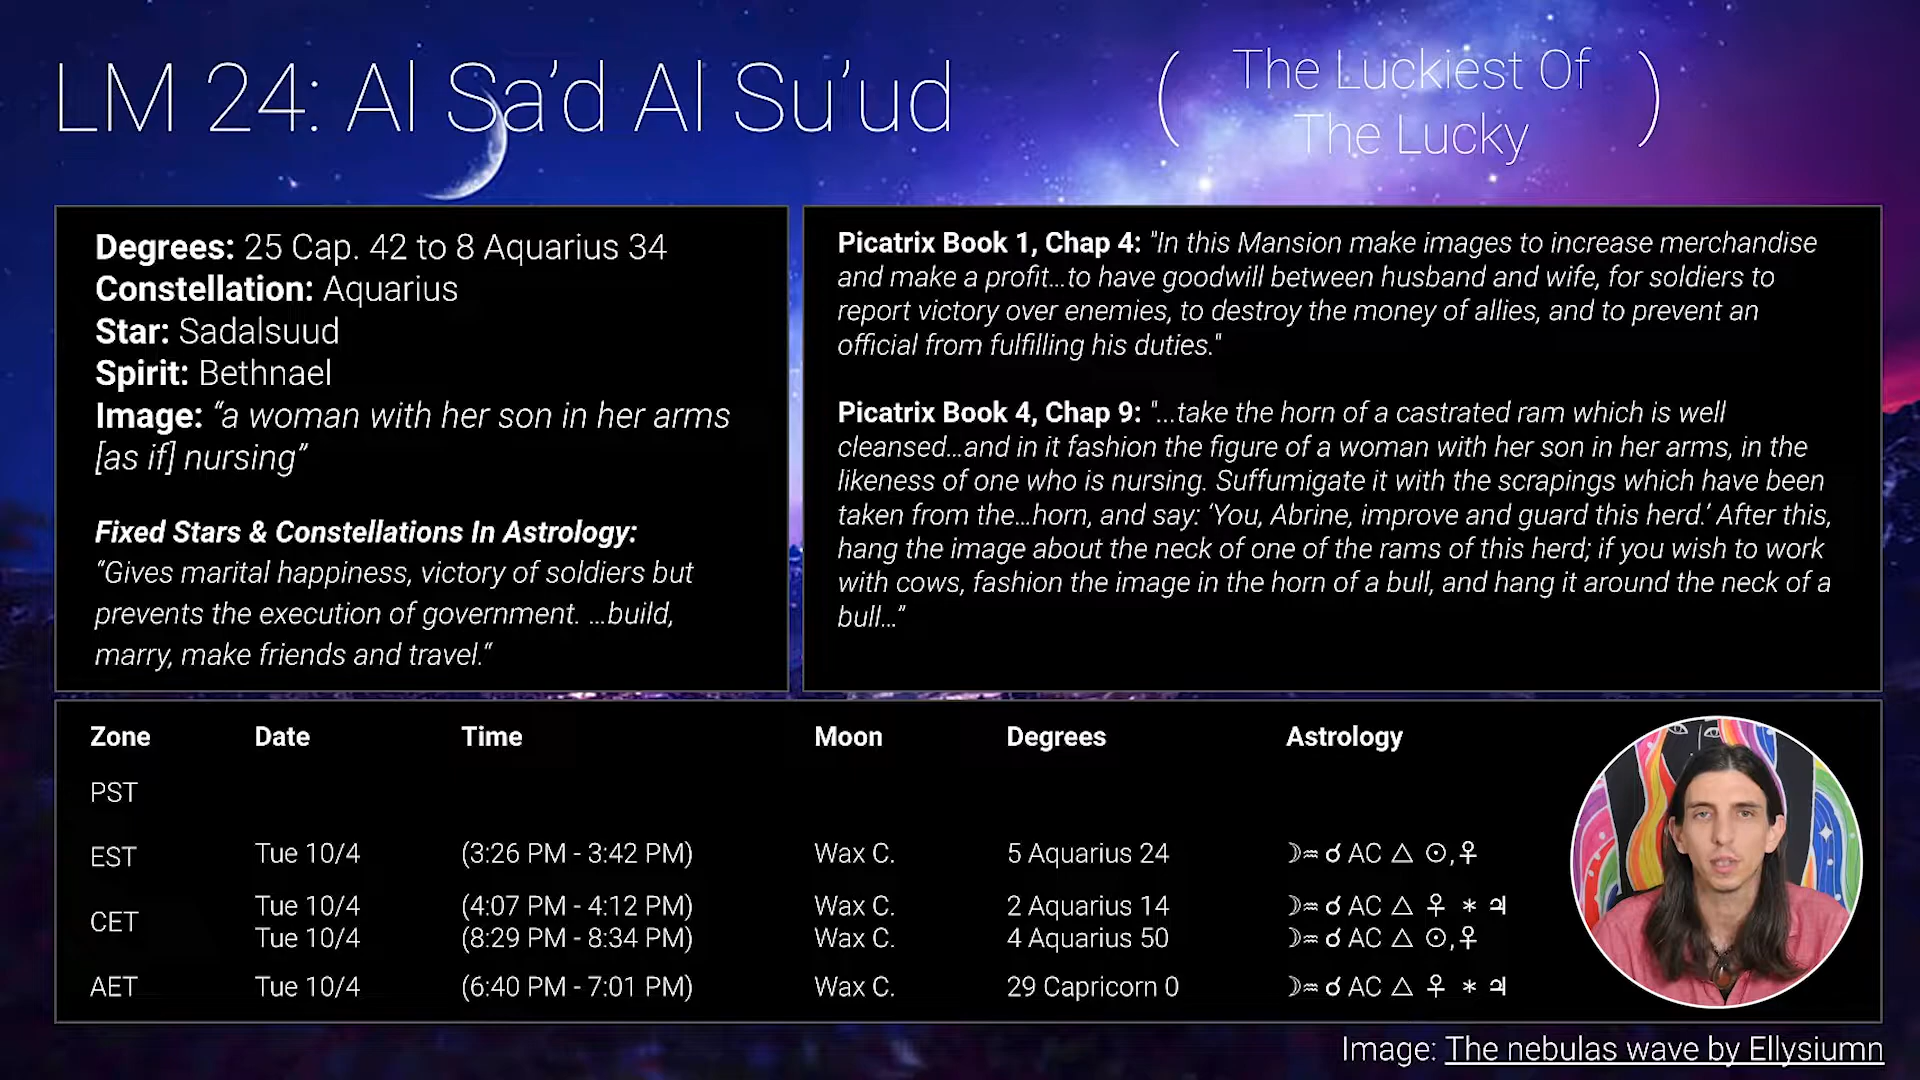 LM 24: Al Sa’d Al Su’ud
( The Luckiest Of
The Lucky )
Degrees: 25 Cap. 42 to 8 Aquarius 34
Constellation: Aquarius
Star: Sadalsuud
Spirit: Bethnael
Image: “a woman with her son in her arms
[as if] nursing”
Fixed Stars & Constellations In Astrology:
“Gives marital happiness, victory of soldiers but
prevents the execution of government. ...build,
marry, make friends and travel.“
Picatrix Book 1, Chap 4: "In this Mansion make images to increase merchandise
and make a profit...to have goodwill between husband and wife, for soldiers to
report victory over enemies, to destroy the money of allies, and to prevent an
official from fulfilling his duties."
Picatrix Book 4, Chap 9: "...take the horn of a castrated ram which is well
cleansed...and in it fashion the figure of a woman with her son in her arms, in the
likeness of one who is nursing. Suffumigate it with the scrapings which have been
taken from the...horn, and say: ‘You, Abrine, improve and guard this herd.’ After this,
hang the image about the neck of one of the rams of this herd; if you wish to work
with cows, fashion the image in the horn of a bull, and hang it around the neck of a
bull...”
Zone Date Time Moon Degrees Astrology
PST
EST Tue 10/4 (3:26 PM - 3:42 PM) Wax C. 5 Aquarius 24 ☽♒ ☌ AC △ ☉,♀
CET Tue 10/4 (4:07 PM - 4:12 PM) Wax C. 2 Aquarius 14 ☽♒ ☌ AC △ ♀ ⚹ ♃
Tue 10/4 (8:29 PM - 8:34 PM) Wax C. 4 Aquarius 50 ☽♒ ☌ AC △ ☉,♀
AET Tue 10/4 (6:40 PM - 7:01 PM) Wax C. 29 Capricorn 0 ☽♒ ☌ AC △ ♀ ⚹ ♃
Image: The nebulas wave by Ellysiumn